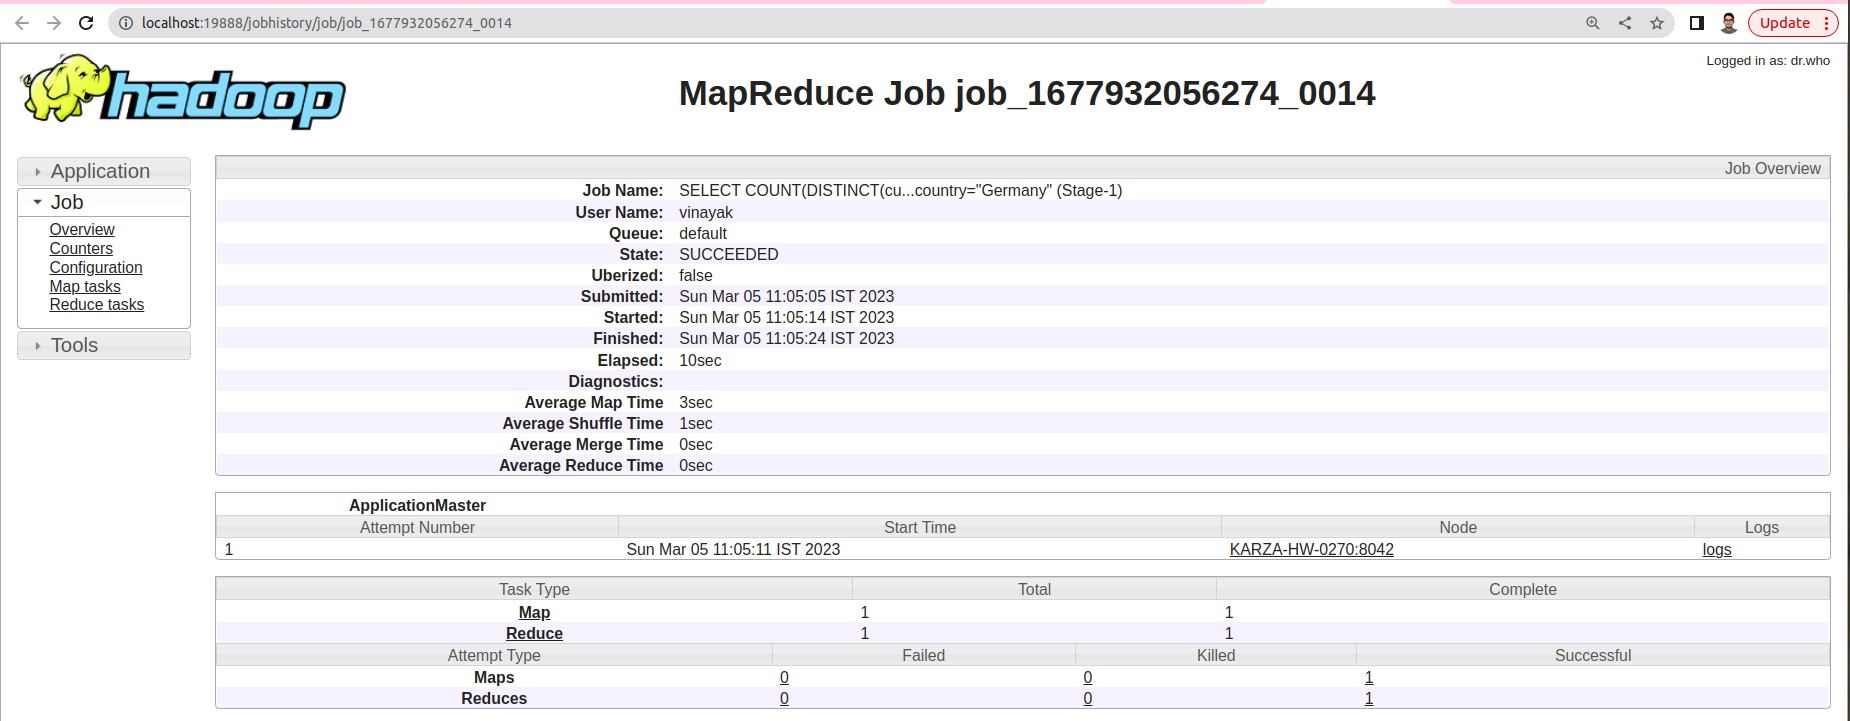 localhost:19888/jobhistory/job/job_1677932056274_0014
Update
Logged in as: dr.who
hadoop
MapReduce Job job_1677932056274_0014
Application
Job
Overview
Counters
Configuration
Map tasks
Reduce tasks
Tools
Job Overview
Job Name: SELECT COUNT(DISTINCT(cu...country="Germany" (Stage-1)
User Name: vinayak
Queue: default
State: SUCCEEDED
Uberized: false
Submitted: Sun Mar 05 11:05:05 IST 2023
Started: Sun Mar 05 11:05:14 IST 2023
Finished: Sun Mar 05 11:05:24 IST 2023
Elapsed: 10sec
Diagnostics:
Average Map Time 3sec
Average Shuffle Time 1sec
Average Merge Time 0sec
Average Reduce Time 0sec
ApplicationMaster
Attempt Number Start Time Node Logs
1 Sun Mar 05 11:05:11 IST 2023 KARZA-HW-0270:8042 logs
Task Type Total Complete
Map 1 1
Reduce 1 1
Attempt Type Failed Killed Successful
Maps 0 0 1
Reduces 0 0 1